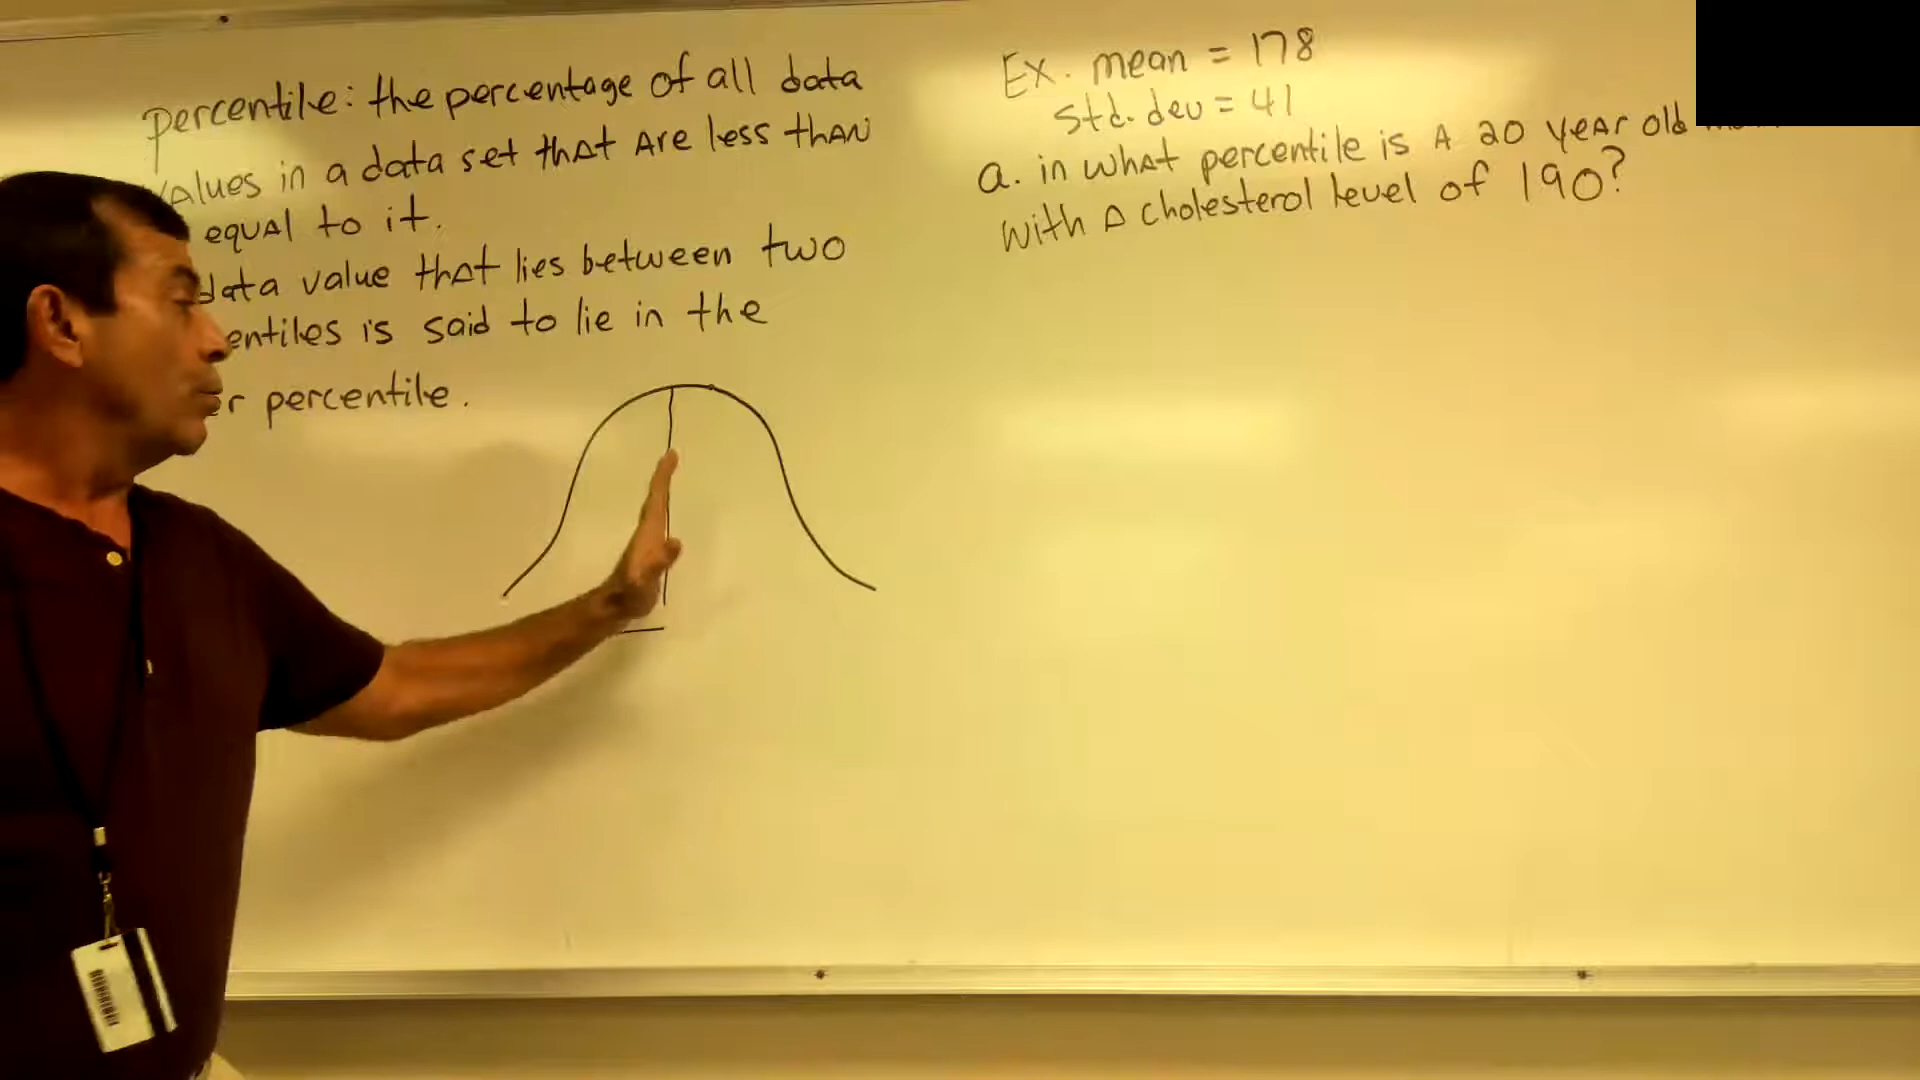 percentile: the percentage of all data
values in a data set that are less than
equal to it.
data value that lies between two
entiles is said to lie in the
r percentile.
Ex. mean = 178
std. dev = 41
a. in what percentile is a 20 year old
with a cholesterol level of 190?